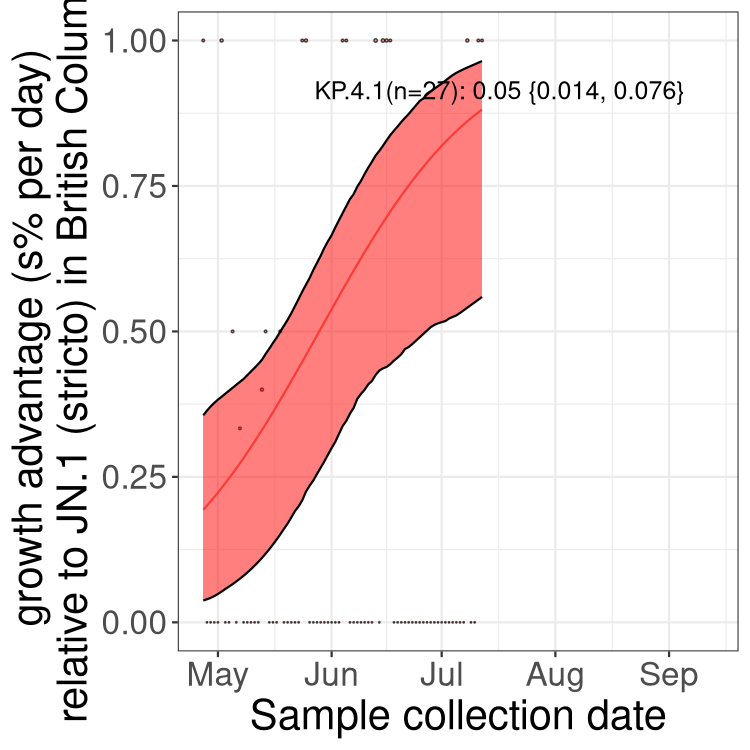 growth advantage (s% per day)
relative to JN.1 (stricto) in British Colum
1.00
0.75
0.50
0.25
0.00
KP.4.1(n=27): 0.05 {0.014, 0.076}
May Jun Jul Aug Sep
Sample collection date